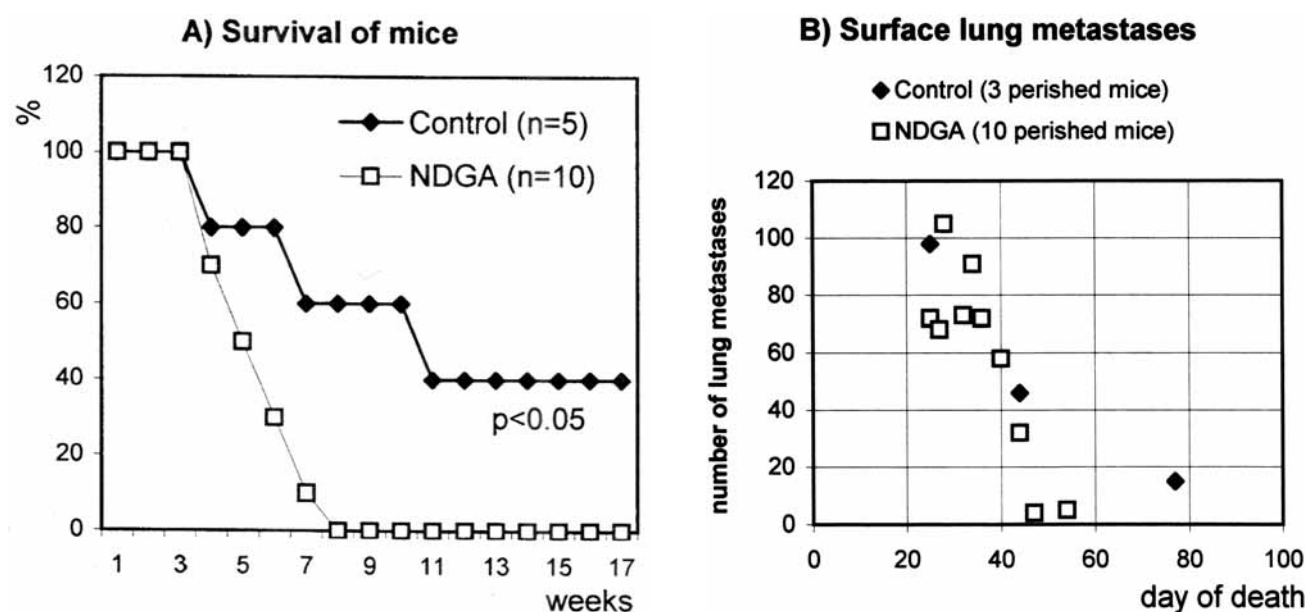 A) Survival of mice
%
120
100
80
60
40
20
0
Control (n=5)
NDGA (n=10)
p<0.05
1 3 5 7 9 11 13 15 17
weeks
B) Surface lung metastases
Control (3 perished mice)
NDGA (10 perished mice)
number of lung metastases
120
100
80
60
40
20
0
0 20 40 60 80 100
day of death